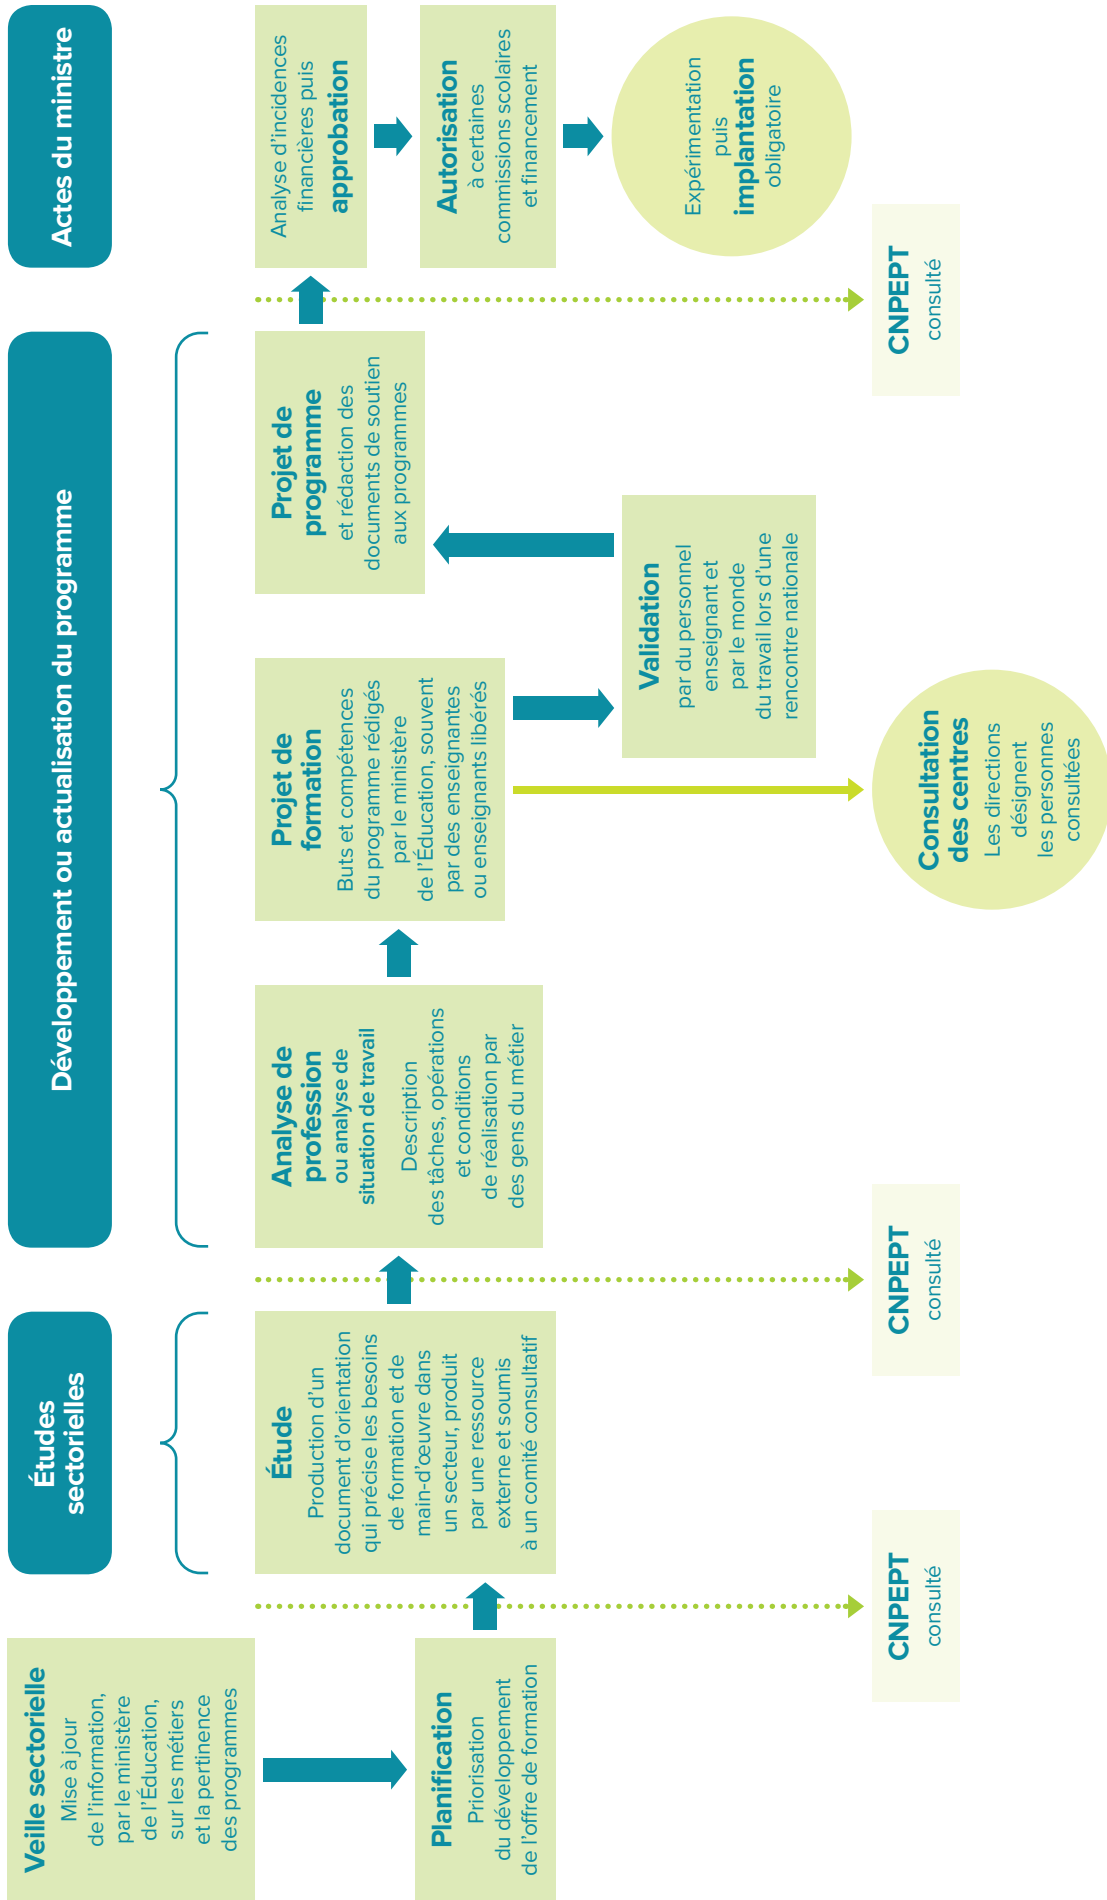 Veille sectorielle
Mise à jour
de l'information,
par le ministère
de l'Éducation,
sur les métiers
et la pertinence
des programmes
Planification
Priorisation
du développement
de l'offre de formation
CNPEPT
consulté
Études
sectorielles
Étude
Production d'un
document d'orientation
qui précise les besoins
de formation et de
main-d'œuvre dans
un secteur, produit
par une ressource
externe et soumis
à un comité consultatif
CNPEPT
consulté
Développement ou actualisation du programme
Analyse de
profession
ou analyse de
situation de travail
Description
des tâches, opérations
et conditions
de réalisation par
des gens du métier
Projet de
formation
Buts et compétences
du programme rédigés
par le ministère
de l'Éducation, souvent
par des enseignantes
ou enseignants libérés
Consultation
des centres
Les directions
désignent
les personnes
consultées
Validation
par du personnel
enseignant et
par le monde
du travail lors d'une
rencontre nationale
Projet de
programme
et rédaction des
documents de soutien
aux programmes
CNPEPT
consulté
Actes du ministre
Analyse d'incidences
financières puis
approbation
Autorisation
à certaines
commissions scolaires
et financement
Expérimentation
puis
implantation
obligatoire